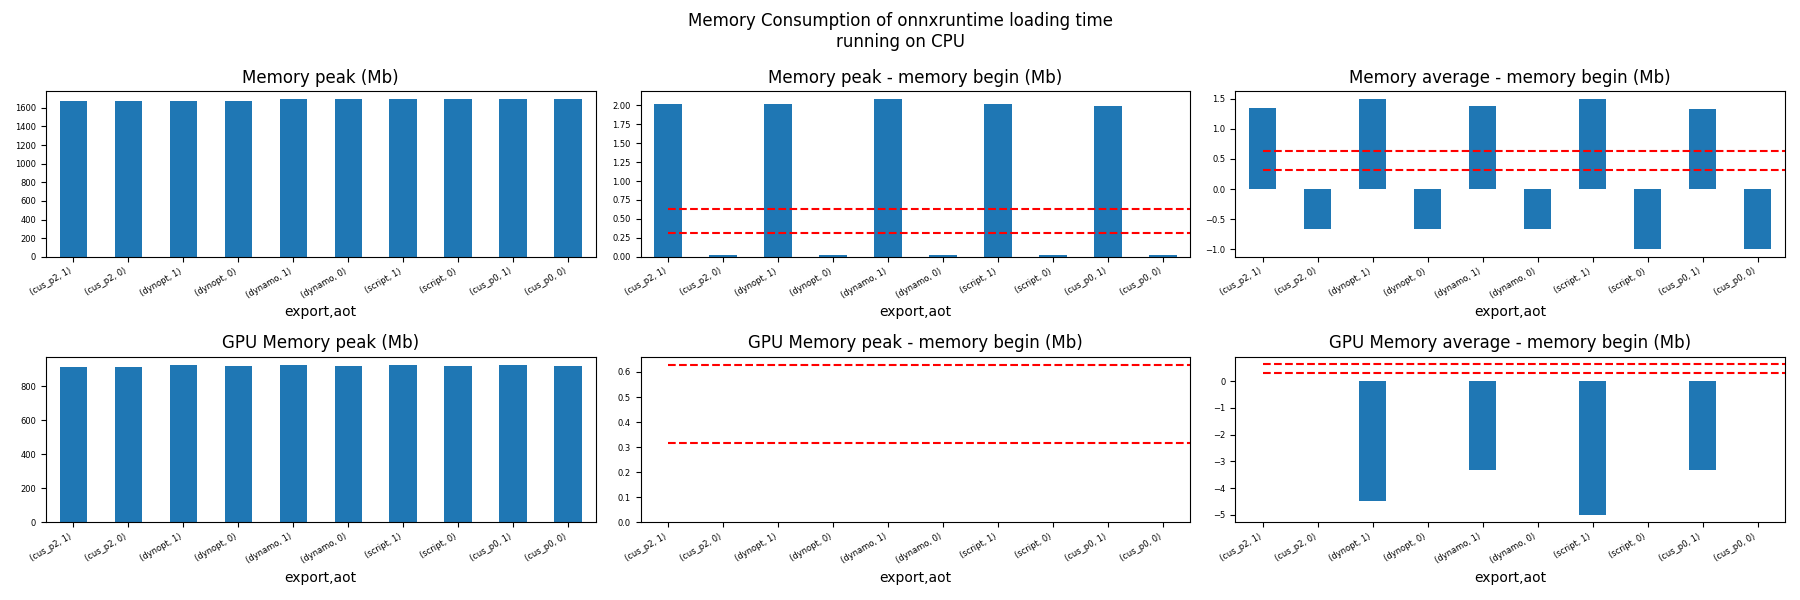 Memory Consumption of onnxruntime loading time
running on CPU
Memory peak (Mb)
1600
1400
1200
1000
800
600
400
200
0
(cus_p2, 1)
(cus_p2, 0)
(dynopt, 1)
(dynopt, 0)
(dynamo, 1)
(dynamo, 0)
(script, 1)
(script, 0)
(cus_p0, 1)
(cus_p0, 0)
export,aot
Memory peak - memory begin (Mb)
2.00
1.75
1.50
1.25
1.00
0.75
0.50
0.25
0.00
(cus_p2, 1)
(cus_p2, 0)
(dynopt, 1)
(dynopt, 0)
(dynamo, 1)
(dynamo, 0)
(script, 1)
(script, 0)
(cus_p0, 1)
(cus_p0, 0)
export,aot
Memory average - memory begin (Mb)
1.5
1.0
0.5
0.0
−0.5
−1.0
(cus_p2, 1)
(cus_p2, 0)
(dynopt, 1)
(dynopt, 0)
(dynamo, 1)
(dynamo, 0)
(script, 1)
(script, 0)
(cus_p0, 1)
(cus_p0, 0)
export,aot
GPU Memory peak (Mb)
800
600
400
200
0
(cus_p2, 1)
(cus_p2, 0)
(dynopt, 1)
(dynopt, 0)
(dynamo, 1)
(dynamo, 0)
(script, 1)
(script, 0)
(cus_p0, 1)
(cus_p0, 0)
export,aot
GPU Memory peak - memory begin (Mb)
0.6
0.5
0.4
0.3
0.2
0.1
0.0
(cus_p2, 1)
(cus_p2, 0)
(dynopt, 1)
(dynopt, 0)
(dynamo, 1)
(dynamo, 0)
(script, 1)
(script, 0)
(cus_p0, 1)
(cus_p0, 0)
export,aot
GPU Memory average - memory begin (Mb)
0
−1
−2
−3
−4
−5
(cus_p2, 1)
(cus_p2, 0)
(dynopt, 1)
(dynopt, 0)
(dynamo, 1)
(dynamo, 0)
(script, 1)
(script, 0)
(cus_p0, 1)
(cus_p0, 0)
export,aot